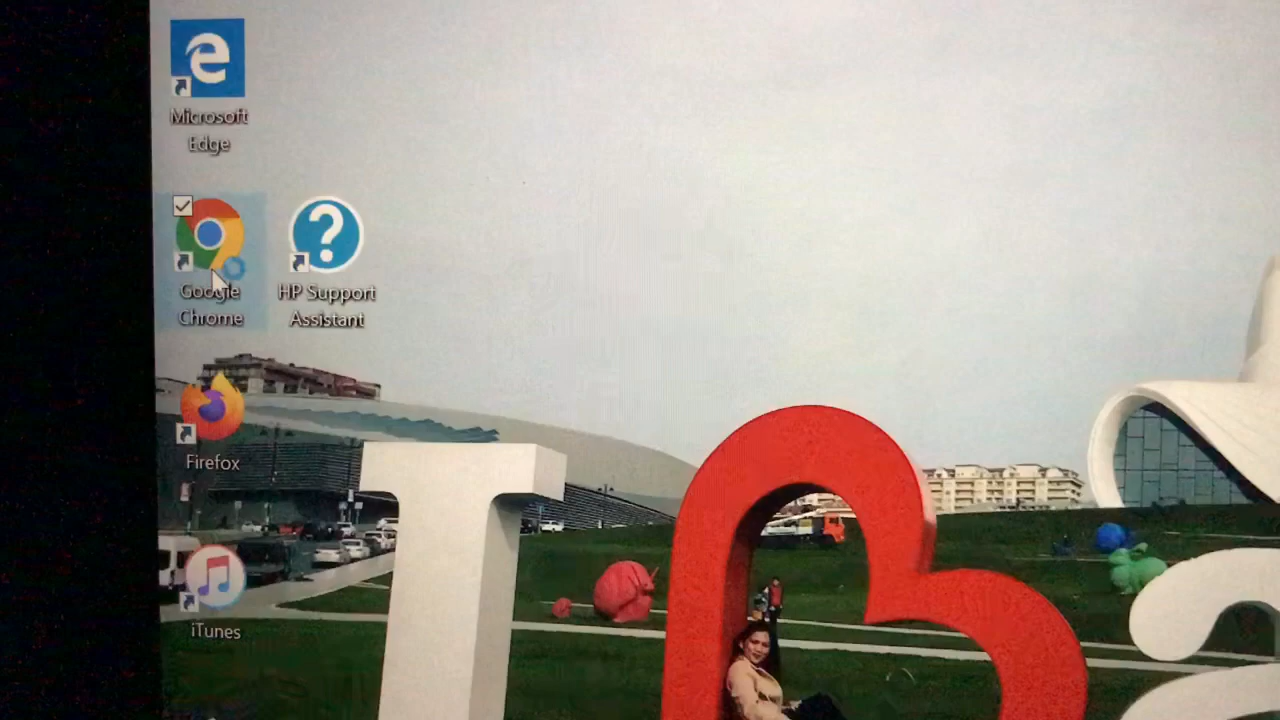 Microsoft
Edge
Google
Chrome
HP Support
Assistant
Firefox
iTunes
I
a